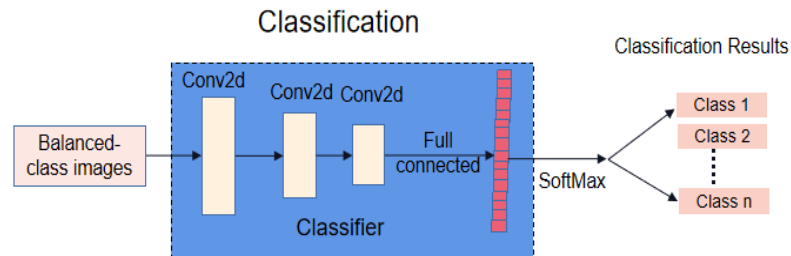 Classification
Classification Results
Conv2d
Conv2d
Conv2d
Balanced-
class images
Full
connected
Classifier
SoftMax
Class 1
Class 2
Class n